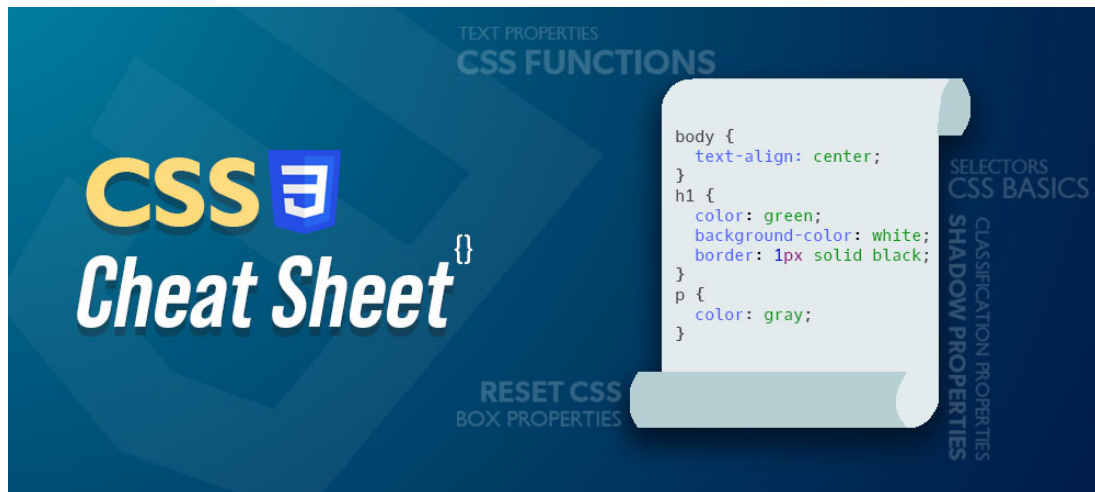 TEXT PROPERTIES
CSS FUNCTIONS
CSS 3
Cheat Sheet {}
body {
  text-align: center;
}
h1 {
  color: green;
  background-color: white;
  border: 1px solid black;
}
p {
  color: gray;
}
SELECTORS
CSS BASICS
CLASSIFICATION PROPERTIES
SHADOW PROPERTIES
RESET CSS
BOX PROPERTIES